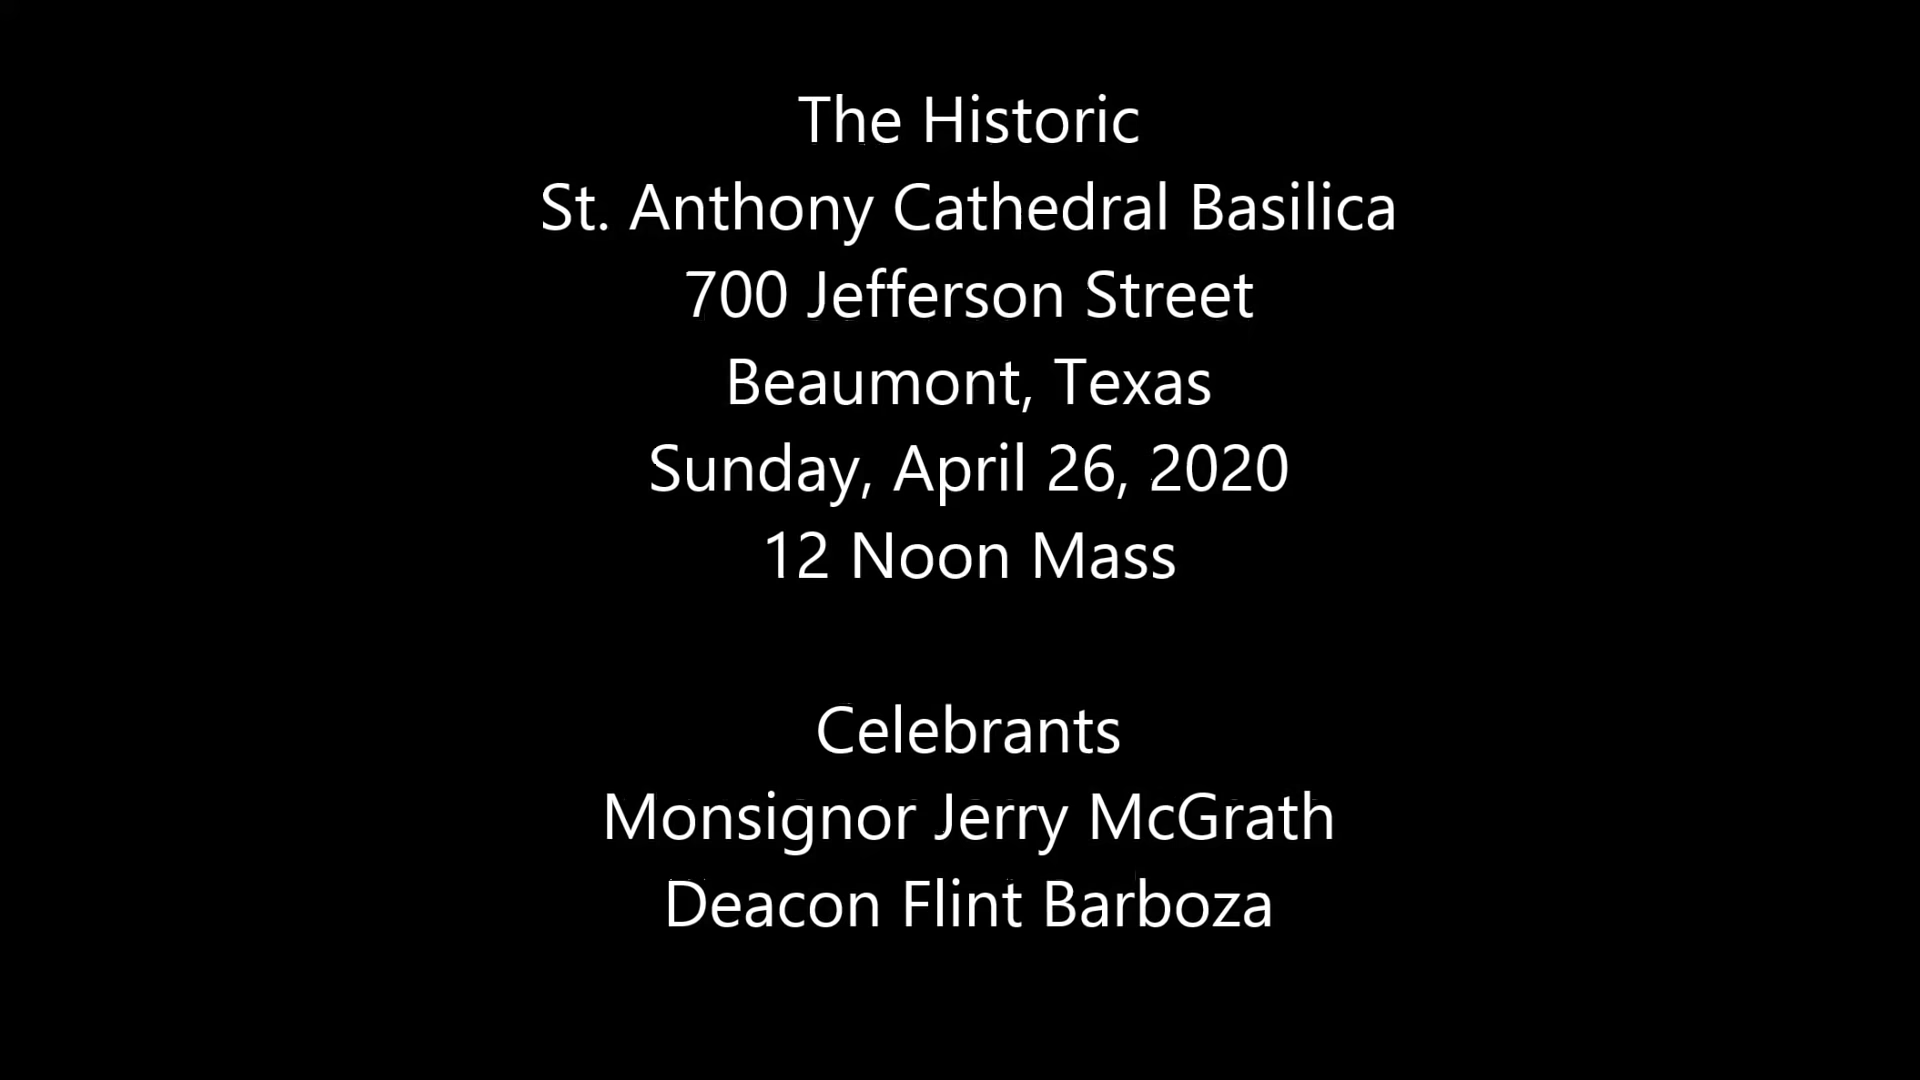 The Historic
St. Anthony Cathedral Basilica
700 Jefferson Street
Beaumont, Texas
Sunday, April 26, 2020
12 Noon Mass
Celebrants
Monsignor Jerry McGrath
Deacon Flint Barboza